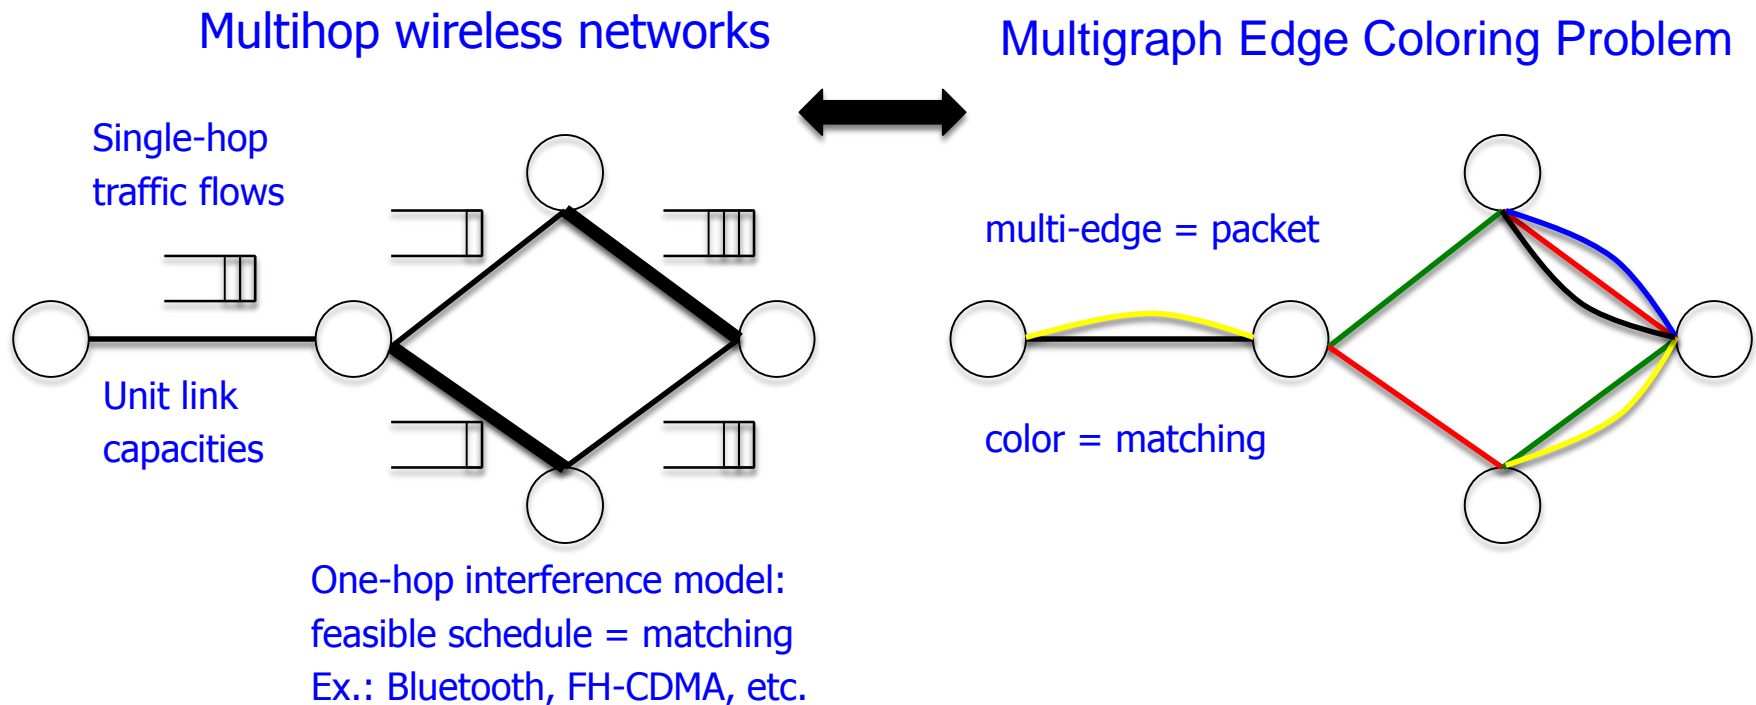 Multihop wireless networks
Multigraph Edge Coloring Problem
Single-hop
traffic flows
multi-edge = packet
Unit link
capacities
color = matching
One-hop interference model:
feasible schedule = matching
Ex.: Bluetooth, FH-CDMA, etc.